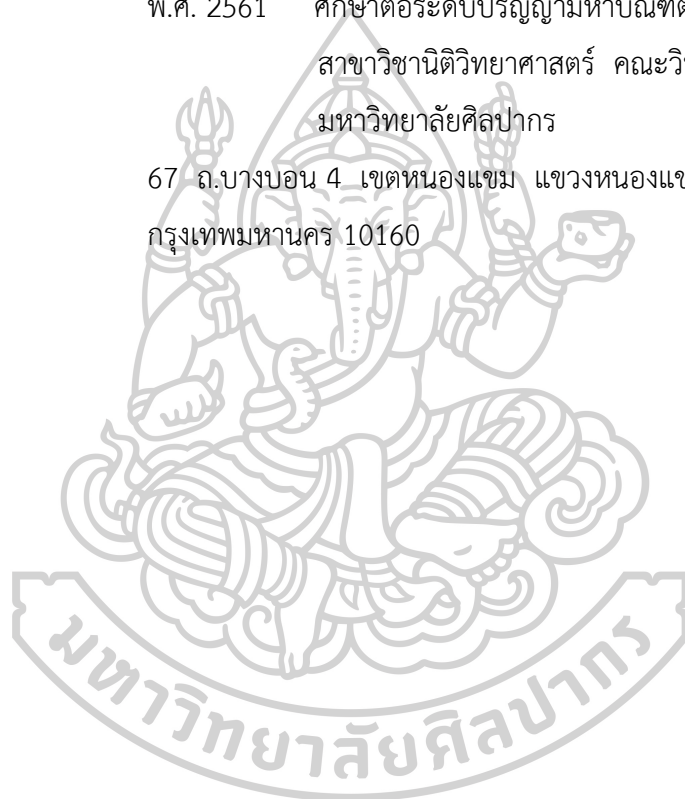 พ.ศ. 2561 ศึกษาต่อระดับปริญญามหาบัณฑิต
สาขาวิชานิติวิทยาศาสตร์ คณะวิ
มหาวิทยาลัยศิลปากร
67 ถ.บางบอน 4 เขตหนองแขม แขวงหนองแข
กรุงเทพมหานคร 10160
มหาวิทยาลัยศิลปากร